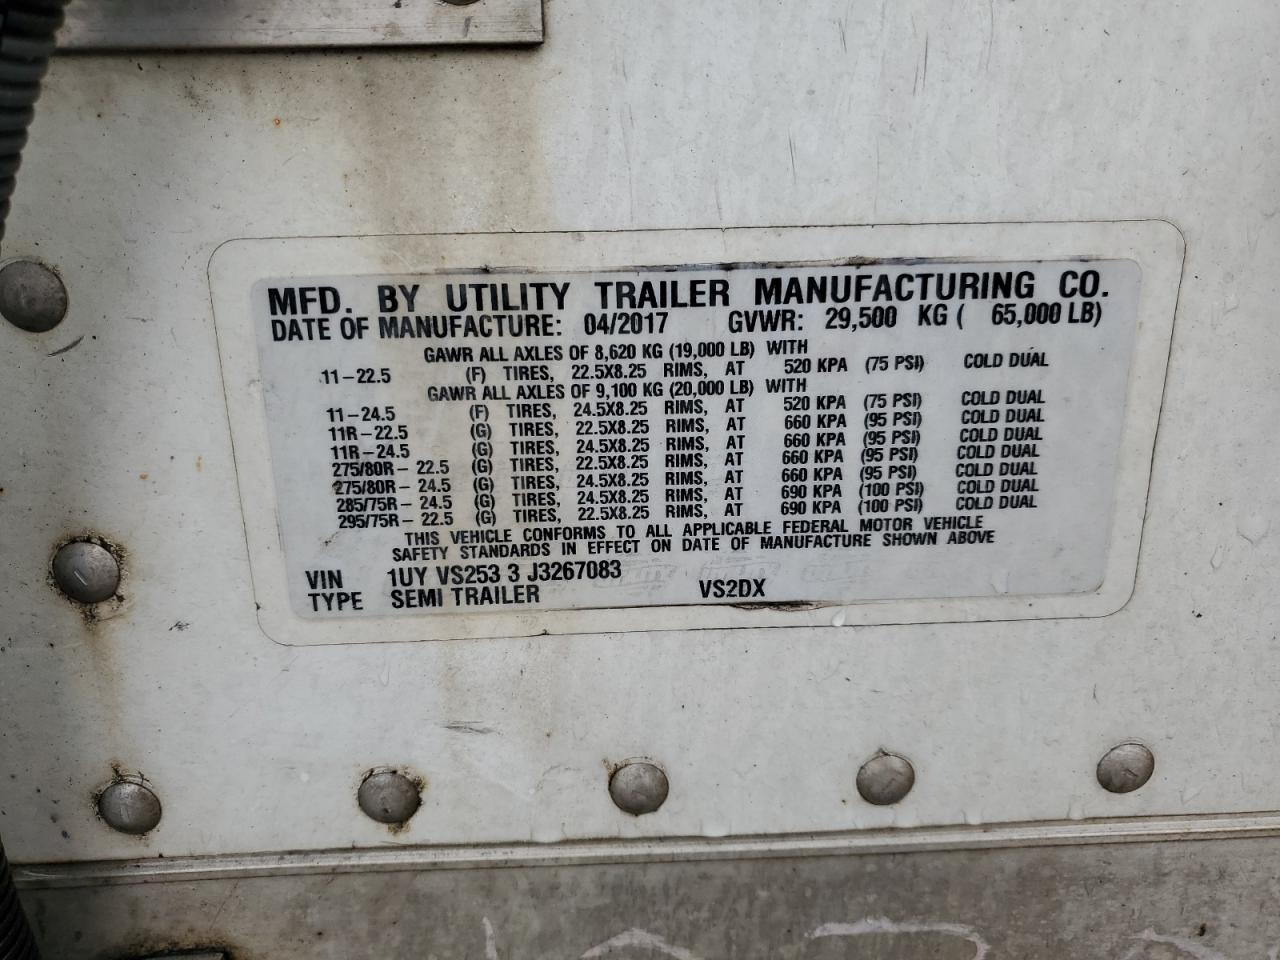 MFD. BY UTILITY TRAILER MANUFACTURING CO.
DATE OF MANUFACTURE: 04/2017 GVWR: 29,500 KG ( 65,000 LB)
GAWR ALL AXLES OF 8,620 KG (19,000 LB) WITH
11-22.5 (F) TIRES, 22.5X8.25 RIMS, AT 520 KPA (75 PSI) COLD DUAL
GAWR ALL AXLES OF 9,100 KG (20,000 LB) WITH
11-24.5 (F) TIRES, 24.5X8.25 RIMS, AT 520 KPA (75 PSI) COLD DUAL
11R-22.5 (G) TIRES, 22.5X8.25 RIMS, AT 660 KPA (95 PSI) COLD DUAL
11R-24.5 (G) TIRES, 24.5X8.25 RIMS, AT 660 KPA (95 PSI) COLD DUAL
275/80R- 22.5 (G) TIRES, 22.5X8.25 RIMS, AT 660 KPA (95 PSI) COLD DUAL
275/80R- 24.5 (G) TIRES, 24.5X8.25 RIMS, AT 660 KPA (95 PSI) COLD DUAL
285/75R- 24.5 (G) TIRES, 24.5X8.25 RIMS, AT 690 KPA (100 PSI) COLD DUAL
295/75R- 22.5 (G) TIRES, 22.5X8.25 RIMS, AT 690 KPA (100 PSI) COLD DUAL
THIS VEHICLE CONFORMS TO ALL APPLICABLE FEDERAL MOTOR VEHICLE
SAFETY STANDARDS IN EFFECT ON DATE OF MANUFACTURE SHOWN ABOVE
VIN 1UY VS253 3 J3267083
TYPE SEMI TRAILER VS2DX